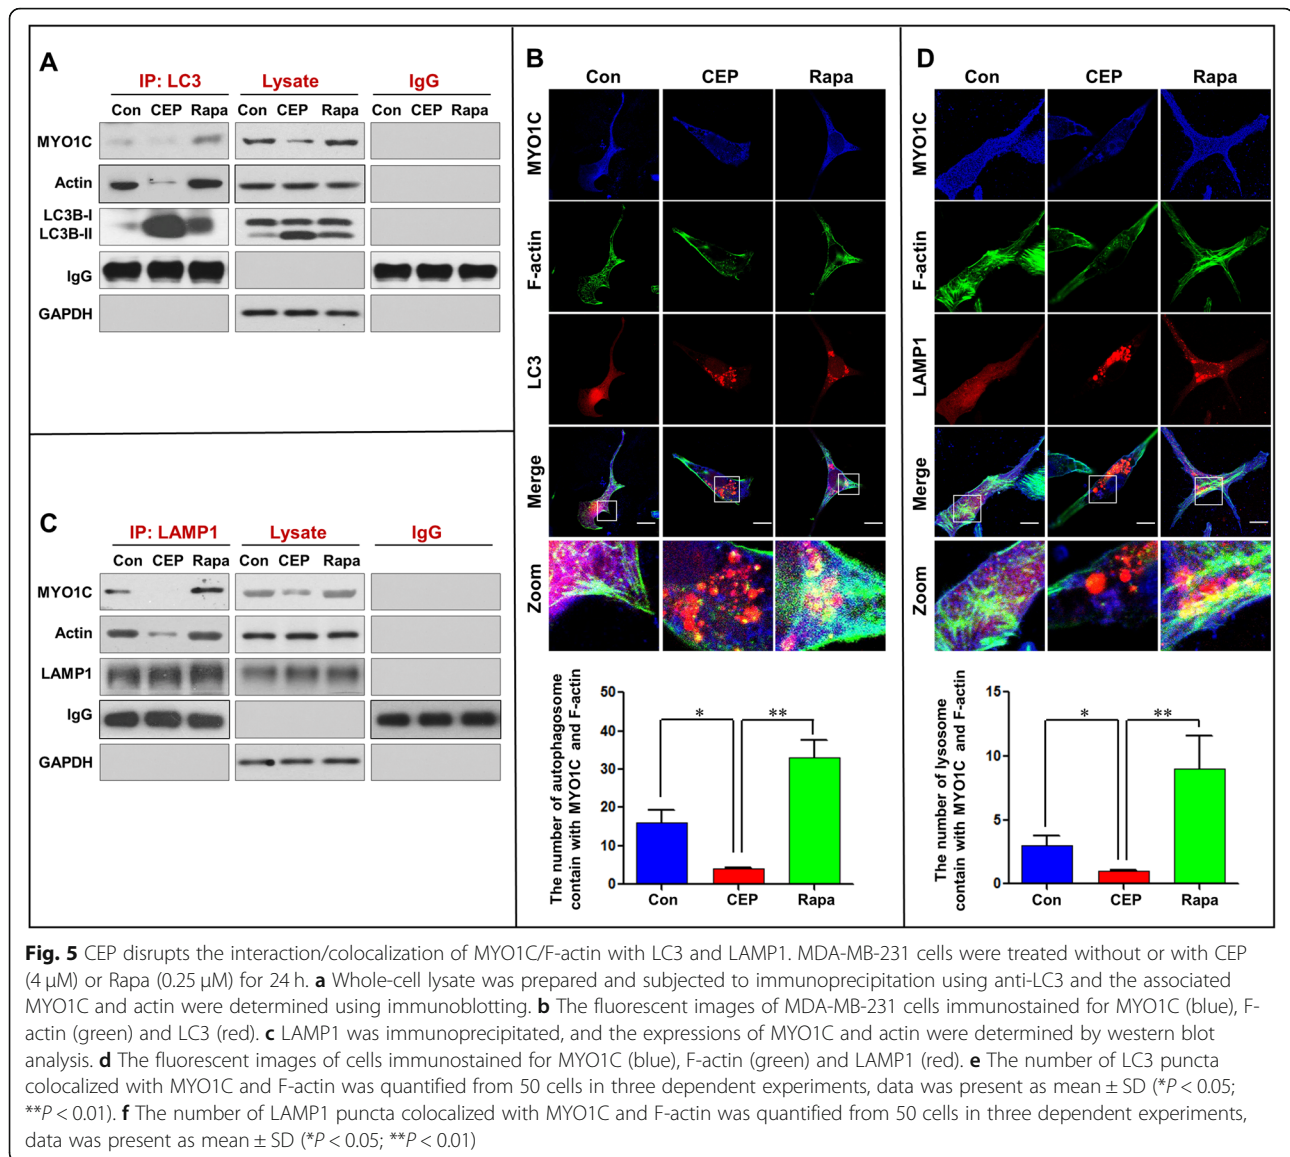 A
IP: LC3 Lysate IgG
Con CEP Rapa Con CEP Rapa Con CEP Rapa
MYO1C
Actin
LC3B-I
LC3B-II
IgG
GAPDH
C
IP: LAMP1 Lysate IgG
Con CEP Rapa Con CEP Rapa
MYO1C
Actin
LAMP1
IgG
GAPDH
B
Con CEP Rapa
MYO1C
F-actin
LC3
Merge
Zoom
The number of autophagosome
contain with MYO1C and F-actin
50
40
30
20
10
0
* **
Con CEP Rapa
D
Con CEP Rapa
MYO1C
F-actin
LAMP1
Merge
Zoom
The number of lysosome
contain with MYO1C and F-actin
15
10
5
0
* **
Con CEP Rapa
Fig. 5 CEP disrupts the interaction/colocalization of MYO1C/F-actin with LC3 and LAMP1. MDA-MB-231 cells were treated without or with CEP
(4 μM) or Rapa (0.25 μM) for 24 h. a Whole-cell lysate was prepared and subjected to immunoprecipitation using anti-LC3 and the associated
MYO1C and actin were determined using immunoblotting. b The fluorescent images of MDA-MB-231 cells immunostained for MYO1C (blue), F-
actin (green) and LC3 (red). c LAMP1 was immunoprecipitated, and the expressions of MYO1C and actin were determined by western blot
analysis. d The fluorescent images of cells immunostained for MYO1C (blue), F-actin (green) and LAMP1 (red). e The number of LC3 puncta
colocalized with MYO1C and F-actin was quantified from 50 cells in three dependent experiments, data was present as mean ± SD (*P < 0.05;
**P < 0.01). f The number of LAMP1 puncta colocalized with MYO1C and F-actin was quantified from 50 cells in three dependent experiments,
data was present as mean ± SD (*P < 0.05; **P < 0.01)